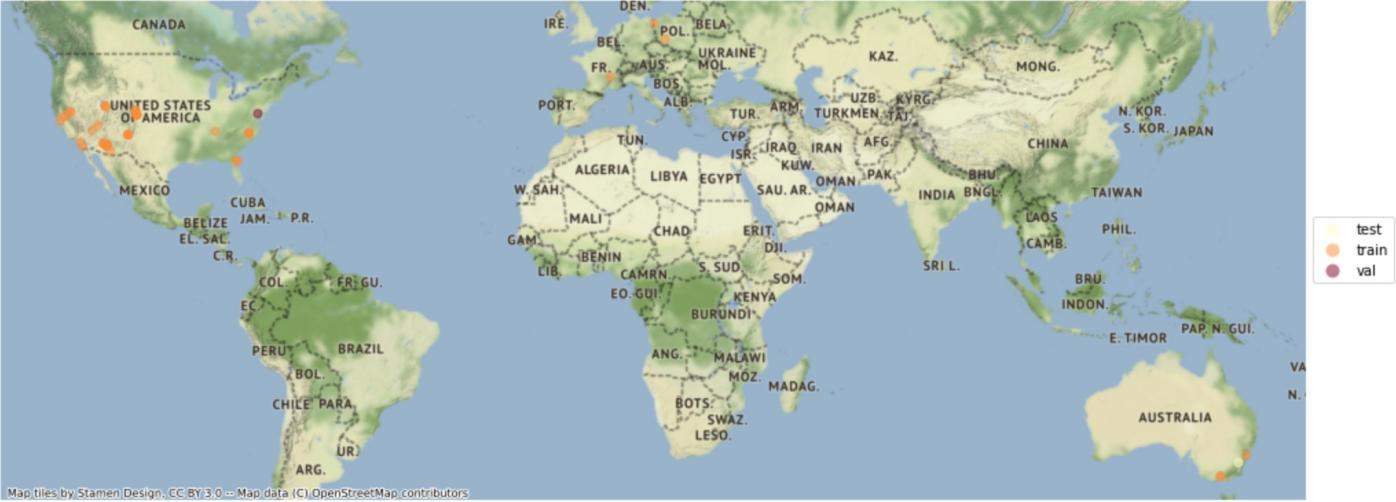 CANADA
UNITED STATES
OF AMERICA
MEXICO
CUBA
JAM.
P.R.
BELIZE
EL. SAL.
C.R.
COL.
FR. GU.
EC.
PERU
BRAZIL
BOL.
CHILE
PARA.
UR.
ARG.
IRE.
DEN.
BEL.
POL.
BELA.
UKRAINE
MOL.
FR.
AUS.
BOS.
ALB.
PORT.
TUR.
ARM.
CYP.
ISR.
IRAQ
IRAN
KUW.
KAZ.
UZB.
KYRG.
TURKMEN.
TAJ.
AFG.
PAK.
MONG.
CHINA
N. KOR.
S. KOR.
JAPAN
TAIWAN
INDIA
BHU.
BNGL.
LAOS
CAMB.
PHIL.
SRI L.
BRU.
INDON.
E. TIMOR
PAP. N. GUI.
AUSTRALIA
VA
N.
TUN.
ALGERIA
LIBYA
EGYPT
SAU. AR.
OMAN
OMAN
W. SAH.
MALI
CHAD
ERIT.
DJI.
GAM.
BENIN
LIB.
CAMRN.
S. SUD.
SOM.
EO. GUI.
KENYA
BURUNDI
ANG.
MALAWI
MOZ.
MADAG.
BOTS.
SWAZ.
LESO.
test
train
val
Map tiles by Stamen Design, CC BY 3.0 -- Map data (C) OpenStreetMap contributors